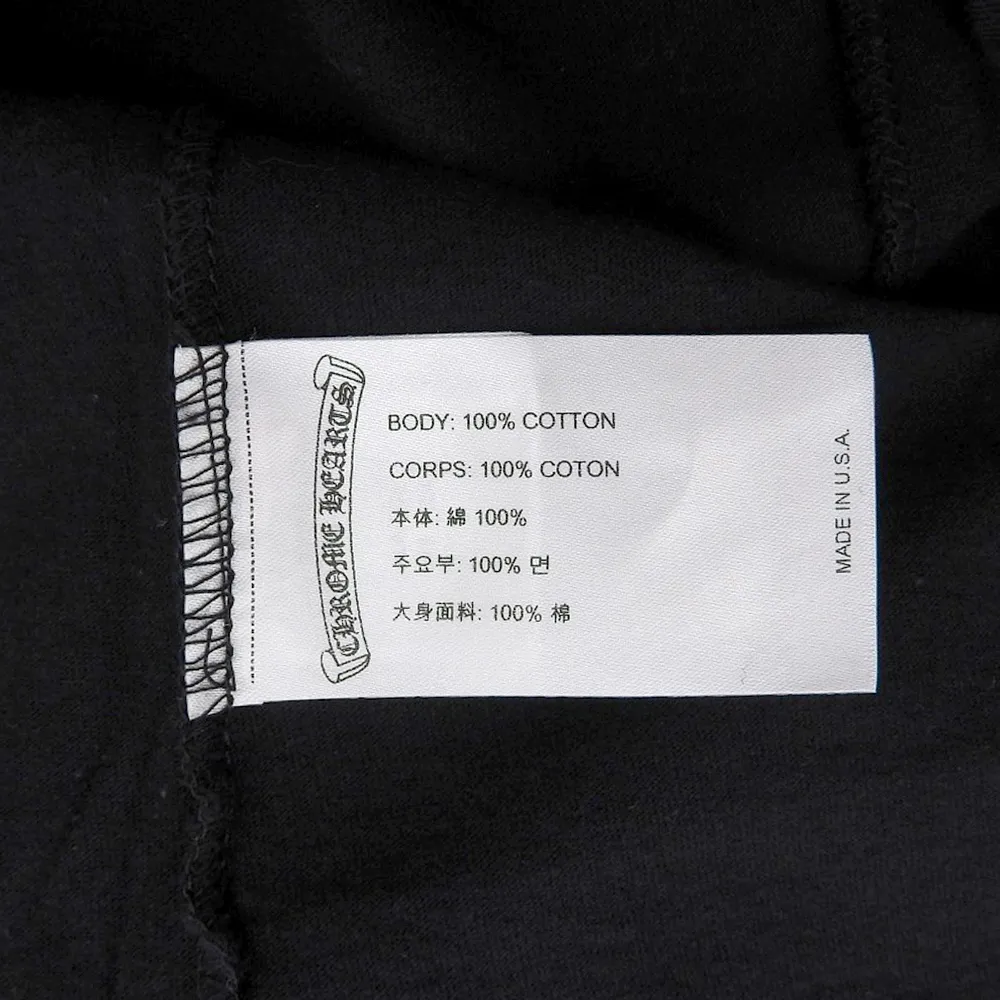 CHROME HEARTS
BODY: 100% COTTON
CORPS: 100% COTON
本体: 綿 100%
주요부: 100% 면
大身面料: 100% 棉
MADE IN U.S.A.